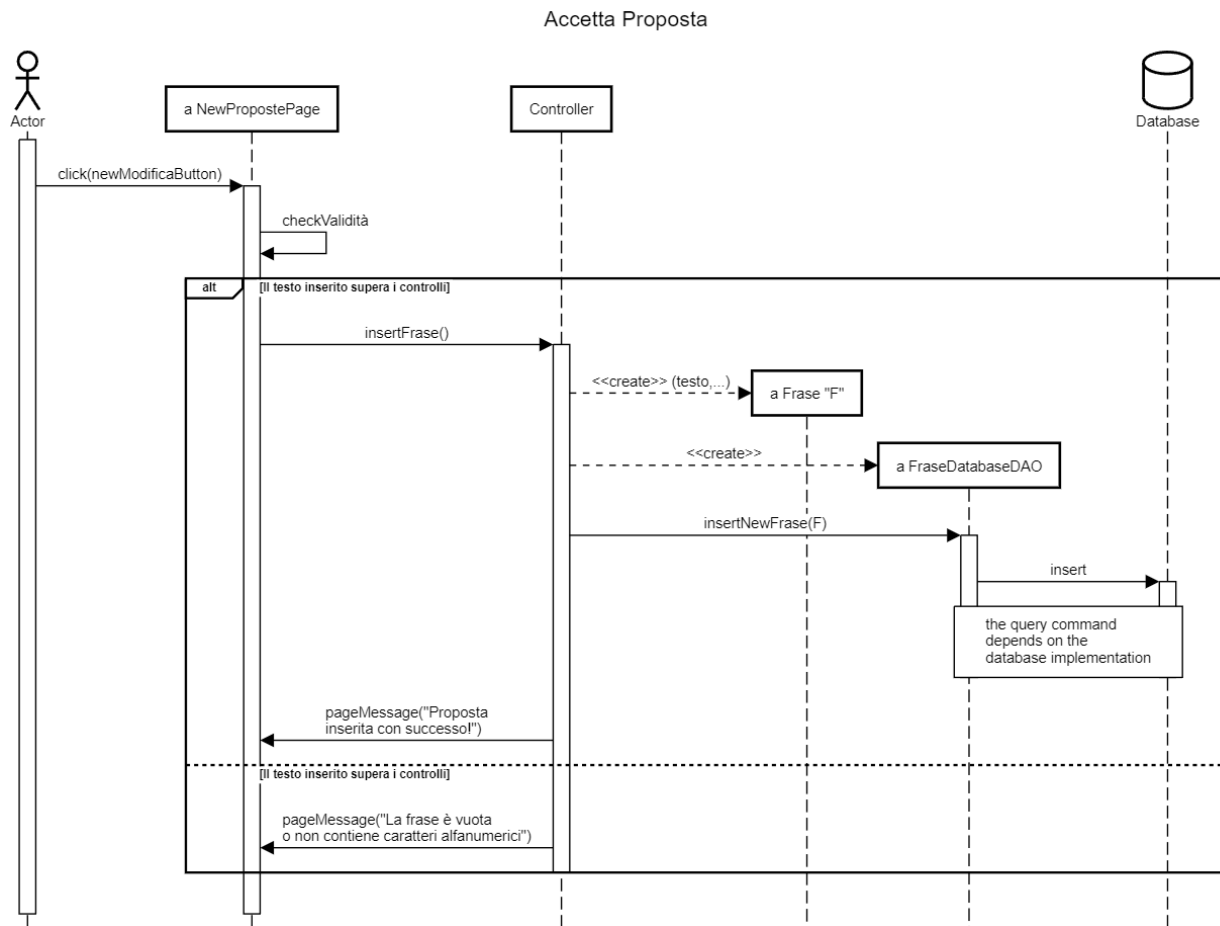 Accetta Proposta
Actor
a NewPropostePage
Controller
Database
click(newModificaButton)
checkValidità
alt
[Il testo inserito supera i controlli]
insertFrase()
<<create>> (testo,...)
a Frase "F"
<<create>>
a FraseDatabaseDAO
insertNewFrase(F)
insert
the query command
depends on the
database implementation
pageMessage("Proposta
inserita con successo!")
[Il testo inserito supera i controlli]
pageMessage("La frase è vuota
o non contiene caratteri alfanumerici")